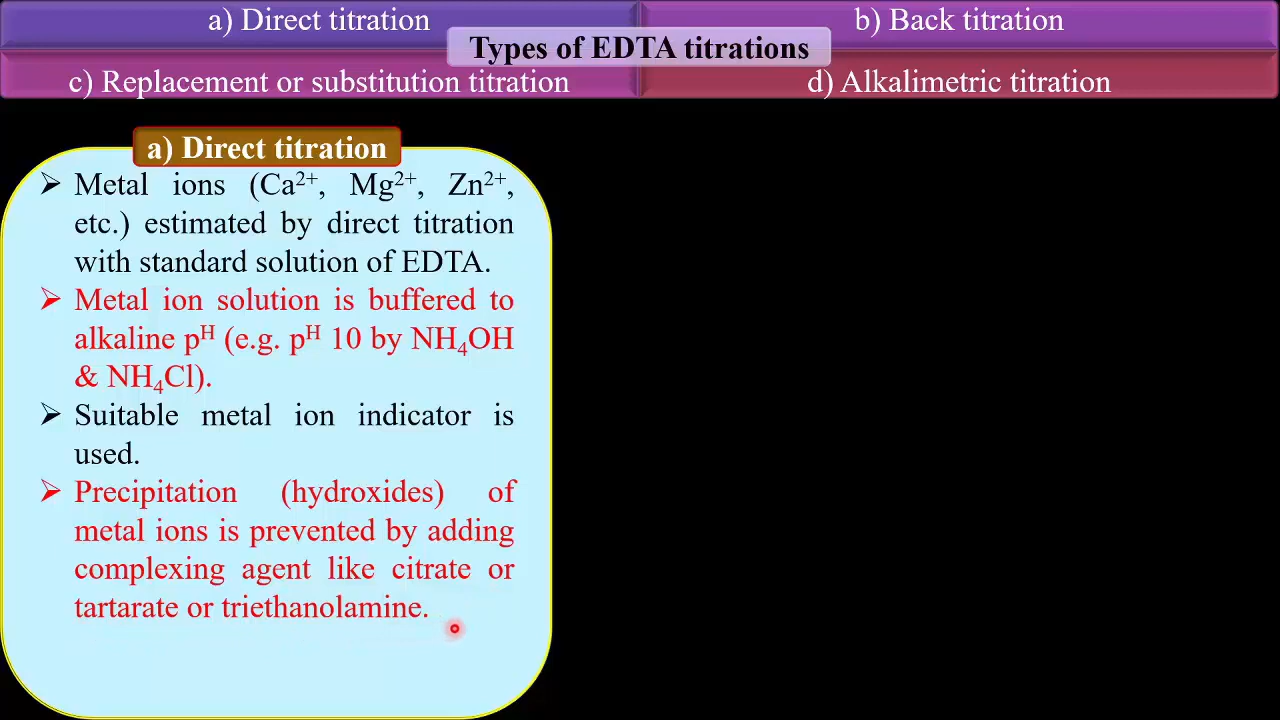 a) Direct titration
b) Back titration
Types of EDTA titrations
c) Replacement or substitution titration
d) Alkalimetric titration
a) Direct titration
➢ Metal ions (Ca²⁺, Mg²⁺, Zn²⁺,
etc.) estimated by direct titration
with standard solution of EDTA.
➢ Metal ion solution is buffered to
alkaline pᴴ (e.g. pᴴ 10 by NH₄OH
& NH₄Cl).
➢ Suitable metal ion indicator is
used.
➢ Precipitation (hydroxides) of
metal ions is prevented by adding
complexing agent like citrate or
tartarate or triethanolamine.